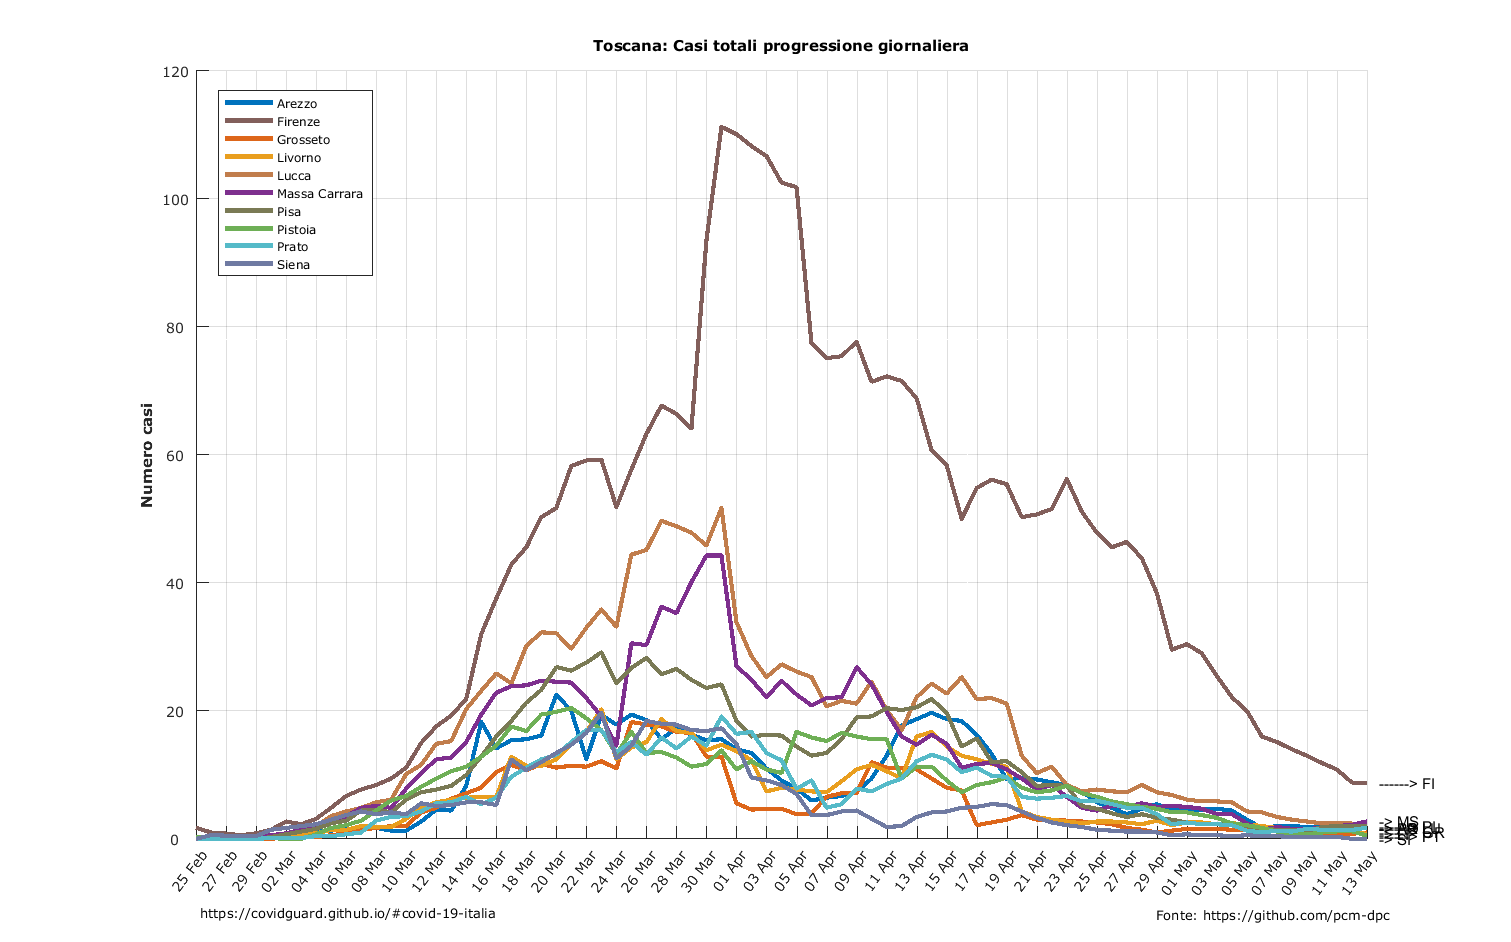 Toscana: Casi totali progressione giornaliera
Numero casi
120
100
80
60
40
20
0
Arezzo
Firenze
Grosseto
Livorno
Lucca
Massa Carrara
Pisa
Pistoia
Prato
Siena
------> FI
-> MS
25 Feb
27 Feb
29 Feb
02 Mar
04 Mar
06 Mar
08 Mar
10 Mar
12 Mar
14 Mar
16 Mar
18 Mar
20 Mar
22 Mar
24 Mar
26 Mar
28 Mar
30 Mar
01 Apr
03 Apr
05 Apr
07 Apr
09 Apr
11 Apr
13 Apr
15 Apr
17 Apr
19 Apr
21 Apr
23 Apr
25 Apr
27 Apr
29 Apr
01 May
03 May
05 May
07 May
09 May
11 May
13 May
https://covidguard.github.io/#covid-19-italia
Fonte: https://github.com/pcm-dpc